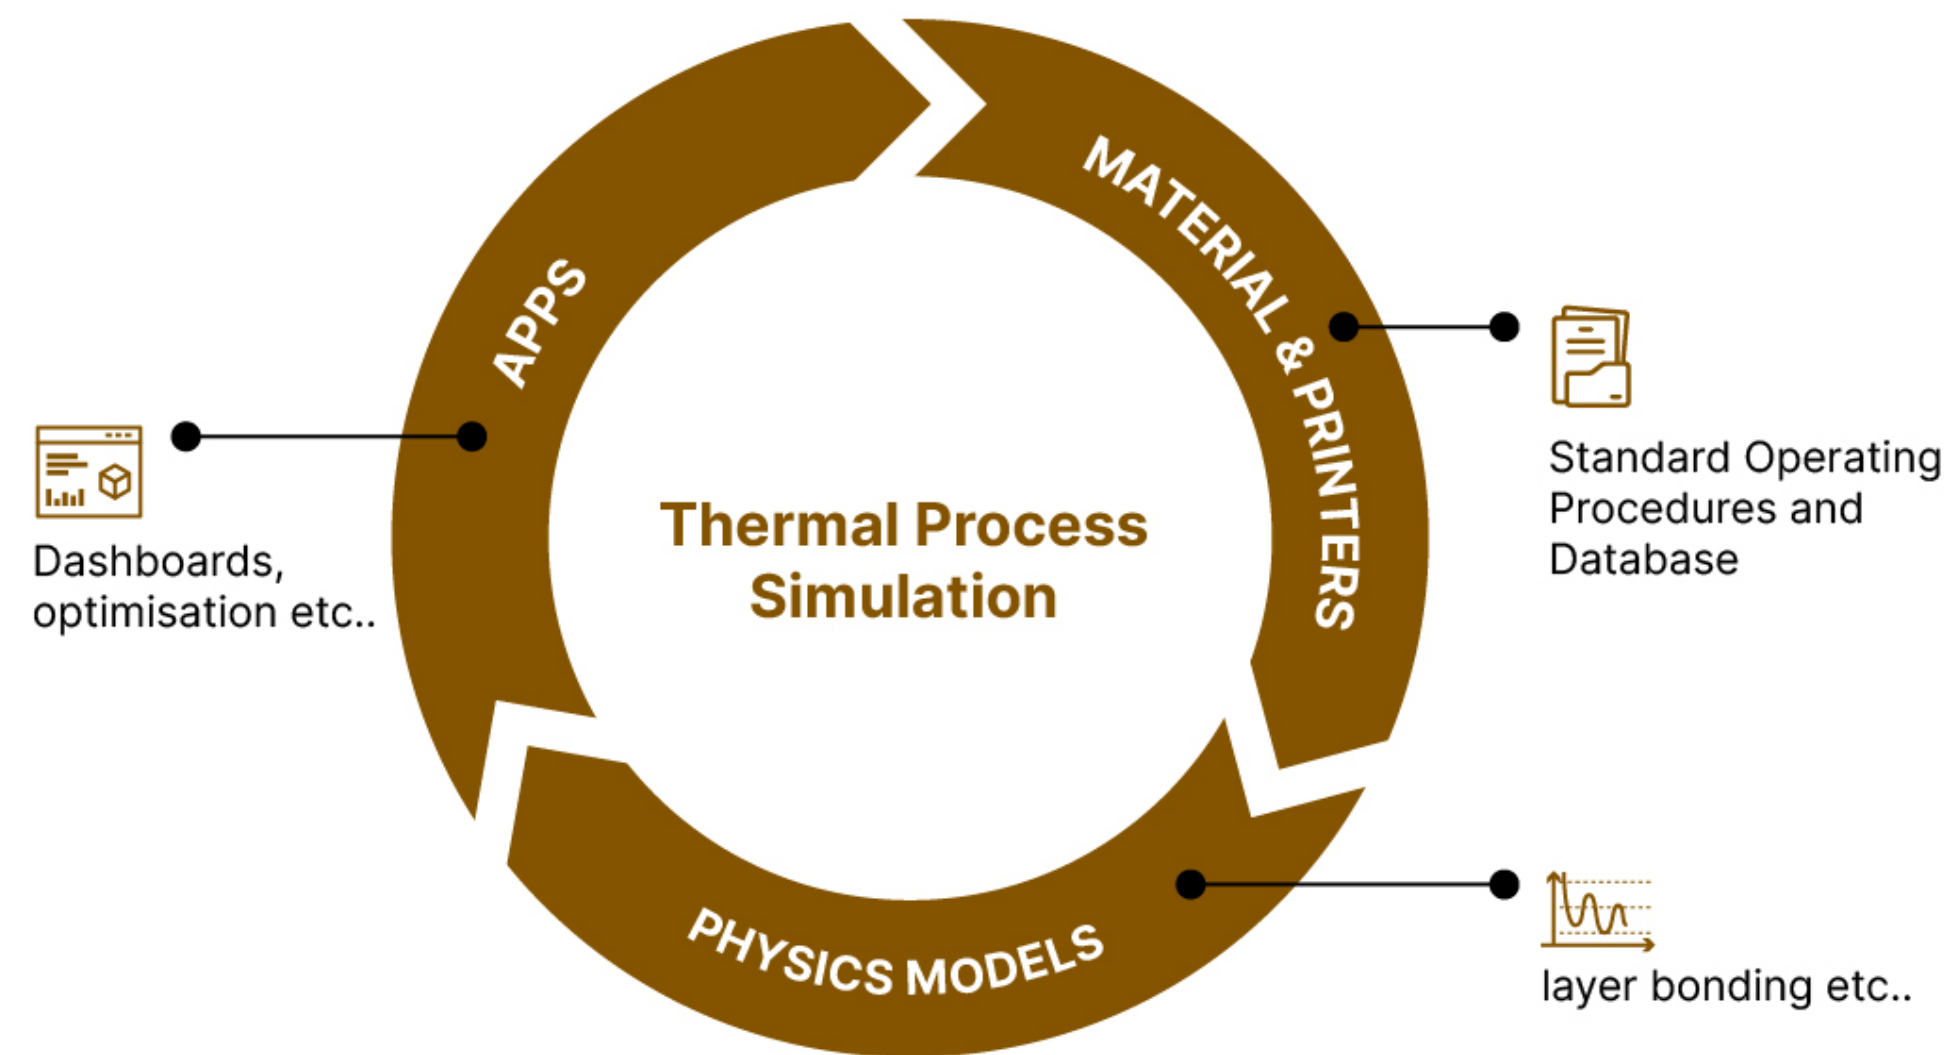 APPS
MATERIAL & PRINTERS
PHYSICS MODELS
Thermal Process
Simulation
Dashboards,
optimisation etc..
Standard Operating
Procedures and
Database
layer bonding etc..